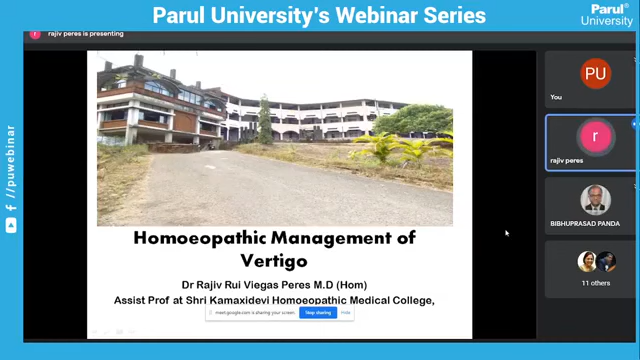 Parul University's Webinar Series
Parul
University
rajiv peres is presenting
PU
You
r
rajiv peres
BIBHUPRASAD PANDA
11 others
Homoeopathic Management of
Vertigo
Dr Rajiv Rui Viegas Peres M.D (Hom)
Assist Prof at Shri Kamaxidevi Homoeopathic Medical College,
meet.google.com is sharing your screen.
Stop sharing
Hide
/puwebinar